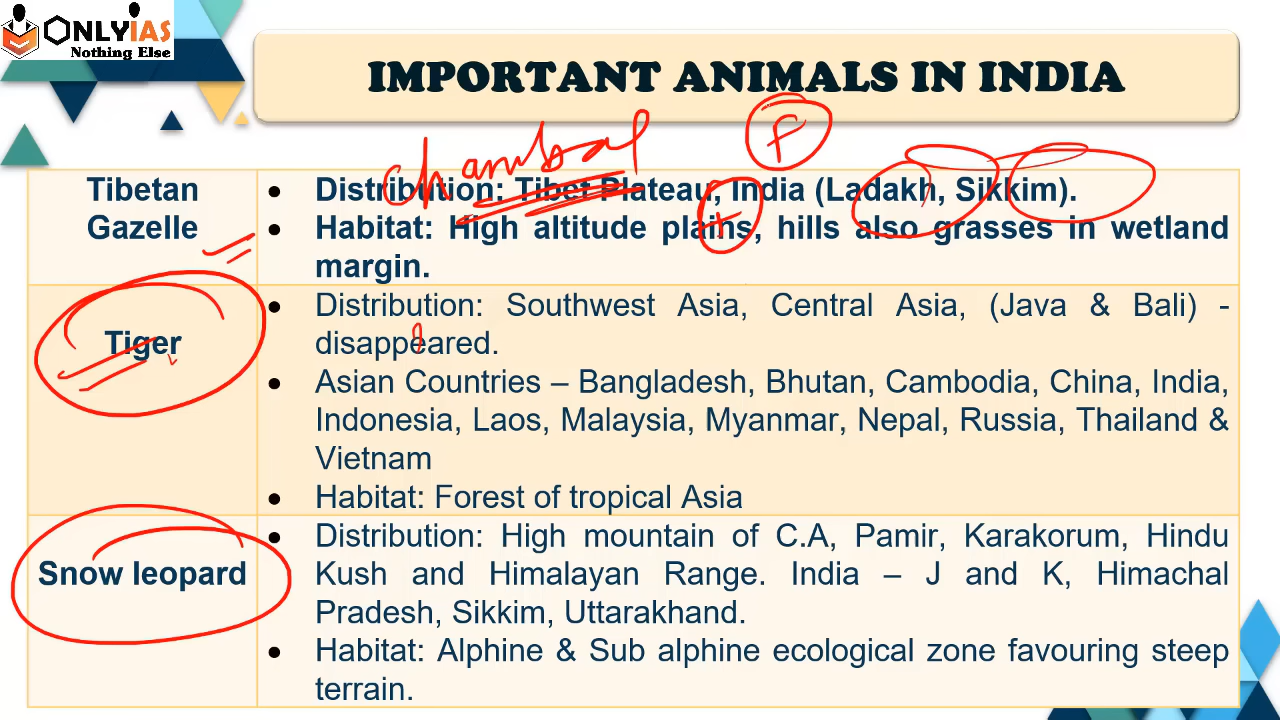 ONLYIAS
Nothing Else
IMPORTANT ANIMALS IN INDIA
chambal
F
Tibetan
Gazelle
• Distribution: Tibet Plateau, India (Ladakh, Sikkim).
• Habitat: High altitude plains, hills also grasses in wetland
margin.
Tiger
• Distribution: Southwest Asia, Central Asia, (Java & Bali) -
disappeared.
• Asian Countries – Bangladesh, Bhutan, Cambodia, China, India,
Indonesia, Laos, Malaysia, Myanmar, Nepal, Russia, Thailand &
Vietnam
• Habitat: Forest of tropical Asia
Snow leopard
• Distribution: High mountain of C.A, Pamir, Karakorum, Hindu
Kush and Himalayan Range. India – J and K, Himachal
Pradesh, Sikkim, Uttarakhand.
• Habitat: Alphine & Sub alphine ecological zone favouring steep
terrain.